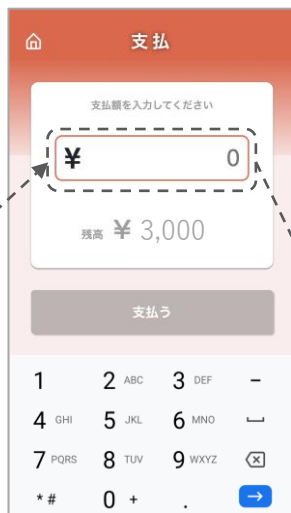 支払
支払額を入力してください
¥ 0
残高 ¥ 3,000
支払う
1 2 ABC 3 DEF −
4 GHI 5 JKL 6 MNO
7 PQRS 8 TUV 9 WXYZ
* # 0 + .